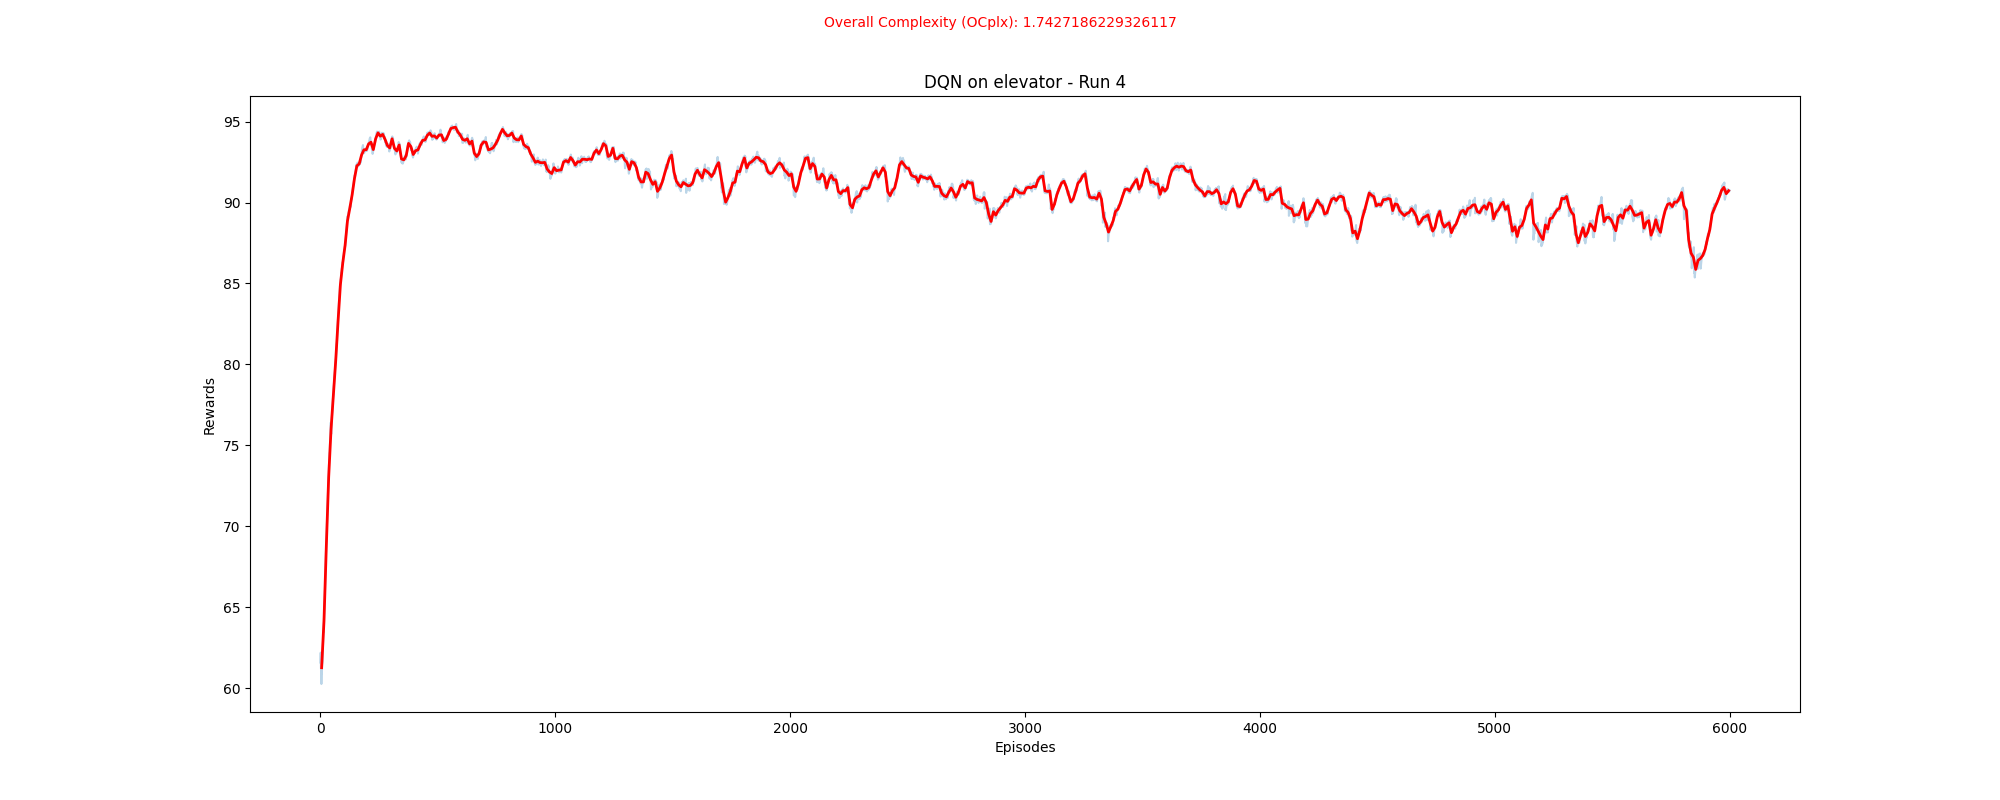 Overall Complexity (OCplx): 1.7427186229326117
DQN on elevator - Run 4
95
90
85
80
75
70
65
60
Rewards
0 1000 2000 3000 4000 5000 6000
Episodes